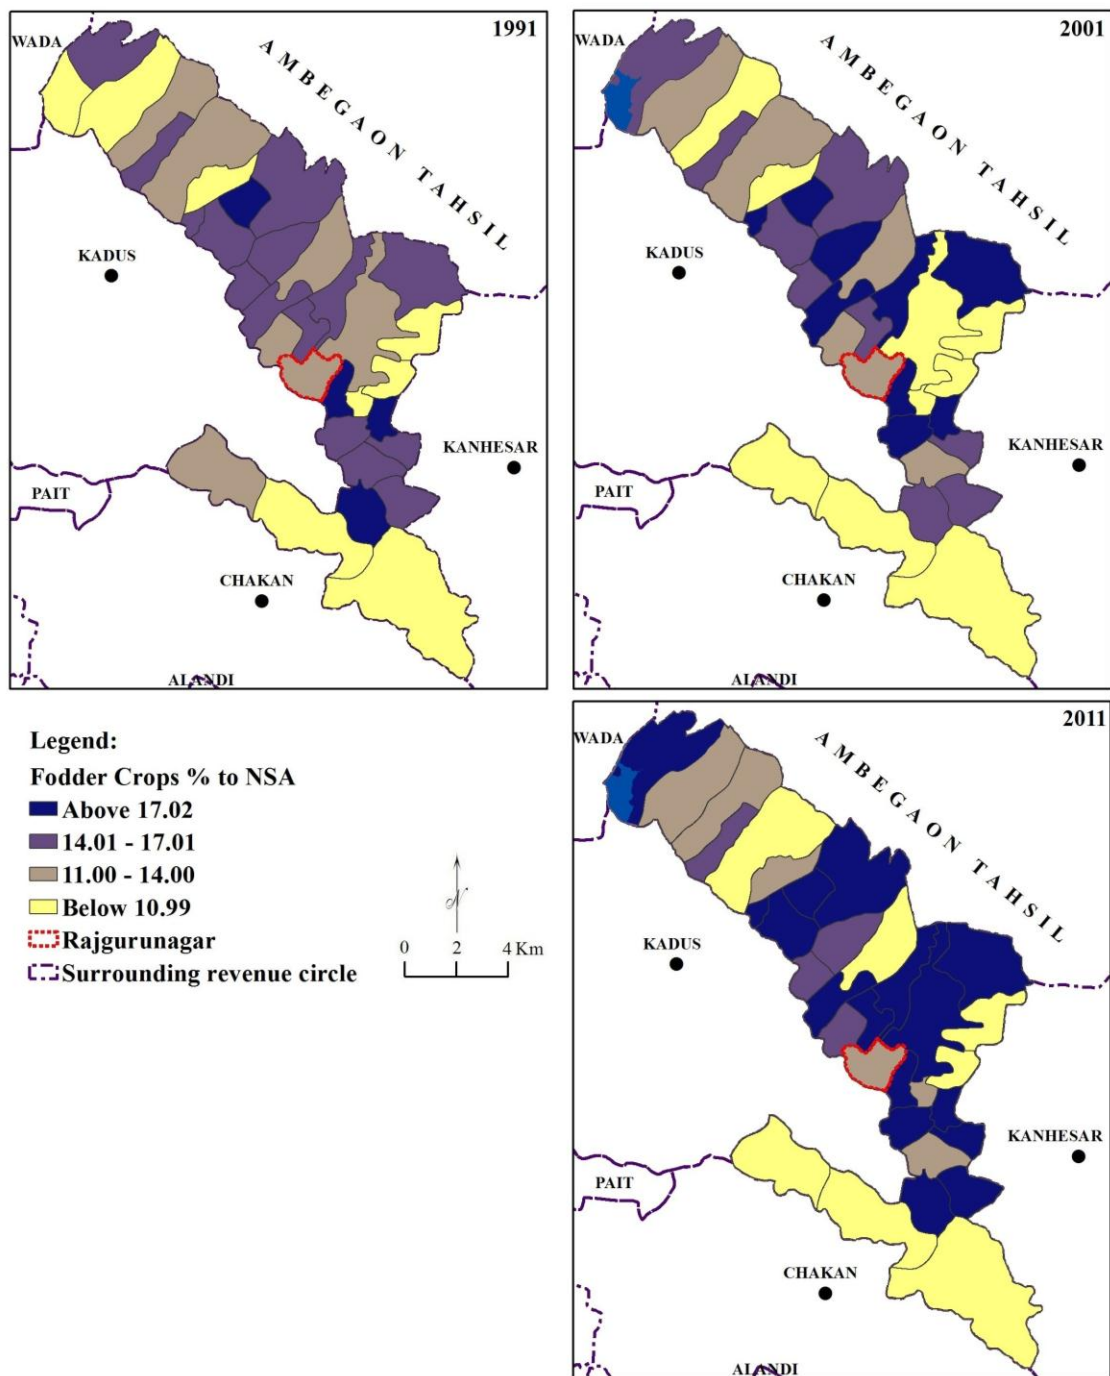 1991
WADA
AMBEGAON TAHSIL
KADUS
KANHESAR
PAIT
CHAKAN
ALANDI
2001
WADA
AMBEGAON TAHSIL
KADUS
KANHESAR
PAIT
CHAKAN
ALANDI
Legend:
Fodder Crops % to NSA
Above 17.02
14.01 - 17.01
11.00 - 14.00
Below 10.99
Rajgurunagar
Surrounding revenue circle
N
0 2 4 Km
2011
WADA
AMBEGAON TAHSIL
KADUS
KANHESAR
PAIT
CHAKAN
ALANDI